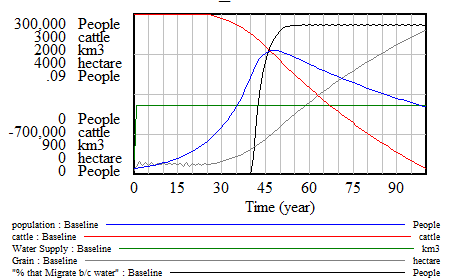 300,000 People
3000 cattle
2000 km3
4000 hectare
.09 People
0 People
-700,000 cattle
900 km3
0 hectare
0 People
0 15 30 45 60 75 90
Time (year)
population : Baseline People
cattle : Baseline cattle
Water Supply : Baseline km3
Grain : Baseline hectare
"% that Migrate b/c water" : Baseline People